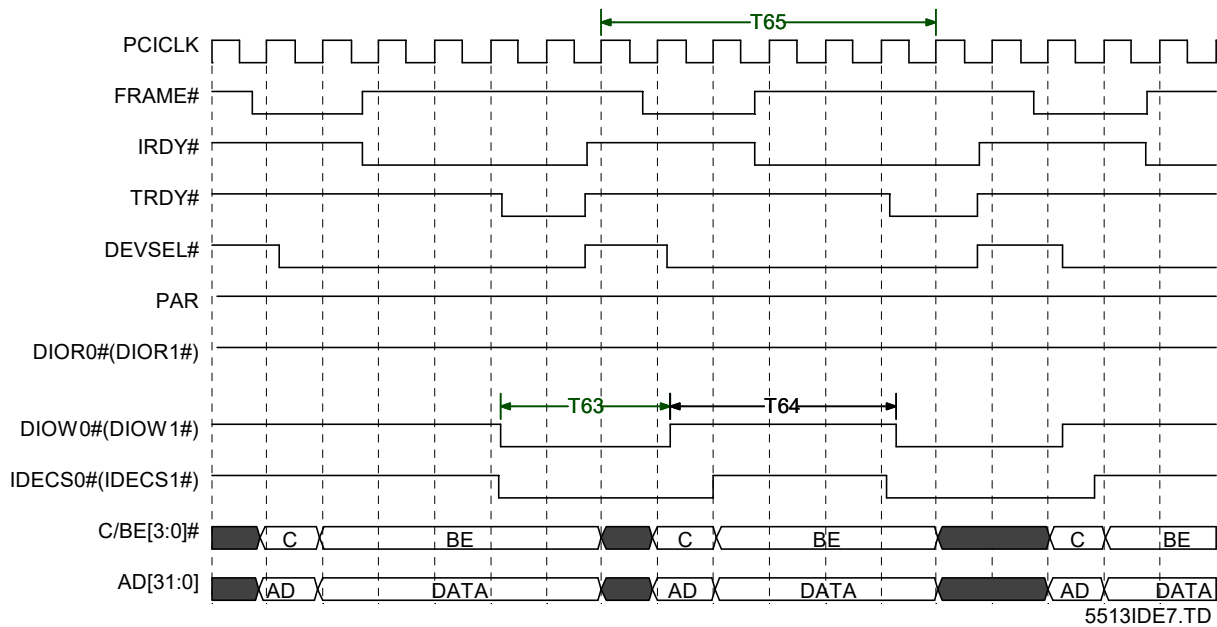 T65
PCICLK
FRAME#
IRDY#
TRDY#
DEVSEL#
PAR
DIOR0#(DIOR1#)
T63 T64
DIOW0#(DIOW1#)
IDECS0#(IDECS1#)
C/BE[3:0]# C BE C BE C BE
AD[31:0] AD DATA AD DATA AD DATA
5513IDE7.TD